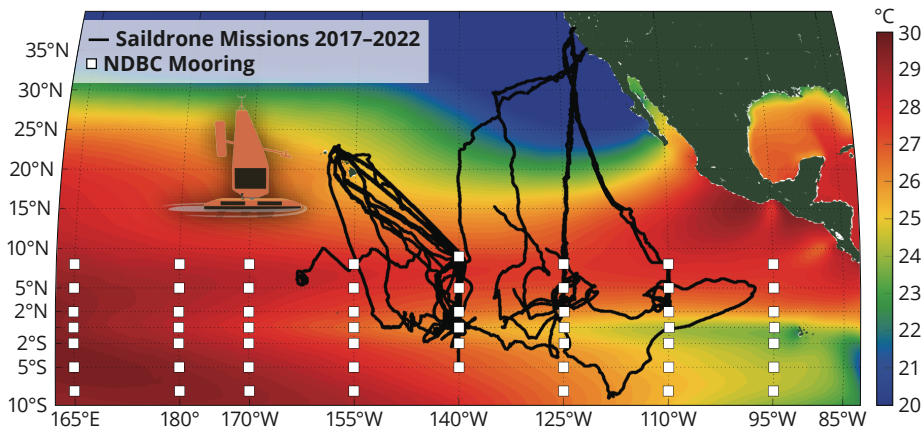 °C
— Saildrone Missions 2017–2022
NDBC Mooring
35°N
30°N
25°N
20°N
15°N
10°N
5°N
2°N
0°
2°S
5°S
10°S
165°E 180° 170°W 155°W 140°W 125°W 110°W 95°W 85°W
30
29
28
27
26
25
24
23
22
21
20